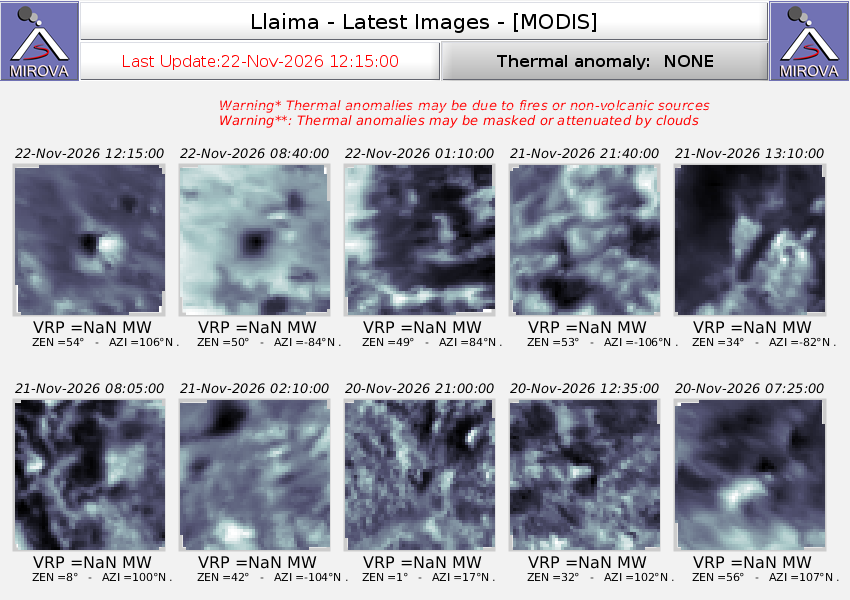 Llaima - Latest Images - [MODIS]
MIROVA
Last Update:22-Nov-2026 12:15:00
Thermal anomaly: NONE
MIROVA
Warning* Thermal anomalies may be due to fires or non-volcanic sources
Warning**: Thermal anomalies may be masked or attenuated by clouds
22-Nov-2026 12:15:00 22-Nov-2026 08:40:00 22-Nov-2026 01:10:00 21-Nov-2026 21:40:00 21-Nov-2026 13:10:00
VRP =NaN MW VRP =NaN MW VRP =NaN MW VRP =NaN MW VRP =NaN MW
ZEN =54° - AZI =106°N . ZEN =50° - AZI =-84°N . ZEN =49° - AZI =84°N . ZEN =53° - AZI =-106°N . ZEN =34° - AZI =-82°N .
21-Nov-2026 08:05:00 21-Nov-2026 02:10:00 20-Nov-2026 21:00:00 20-Nov-2026 12:35:00 20-Nov-2026 07:25:00
VRP =NaN MW VRP =NaN MW VRP =NaN MW VRP =NaN MW VRP =NaN MW
ZEN =8° - AZI =100°N . ZEN =42° - AZI =-104°N . ZEN =1° - AZI =17°N . ZEN =32° - AZI =102°N . ZEN =56° - AZI =107°N .